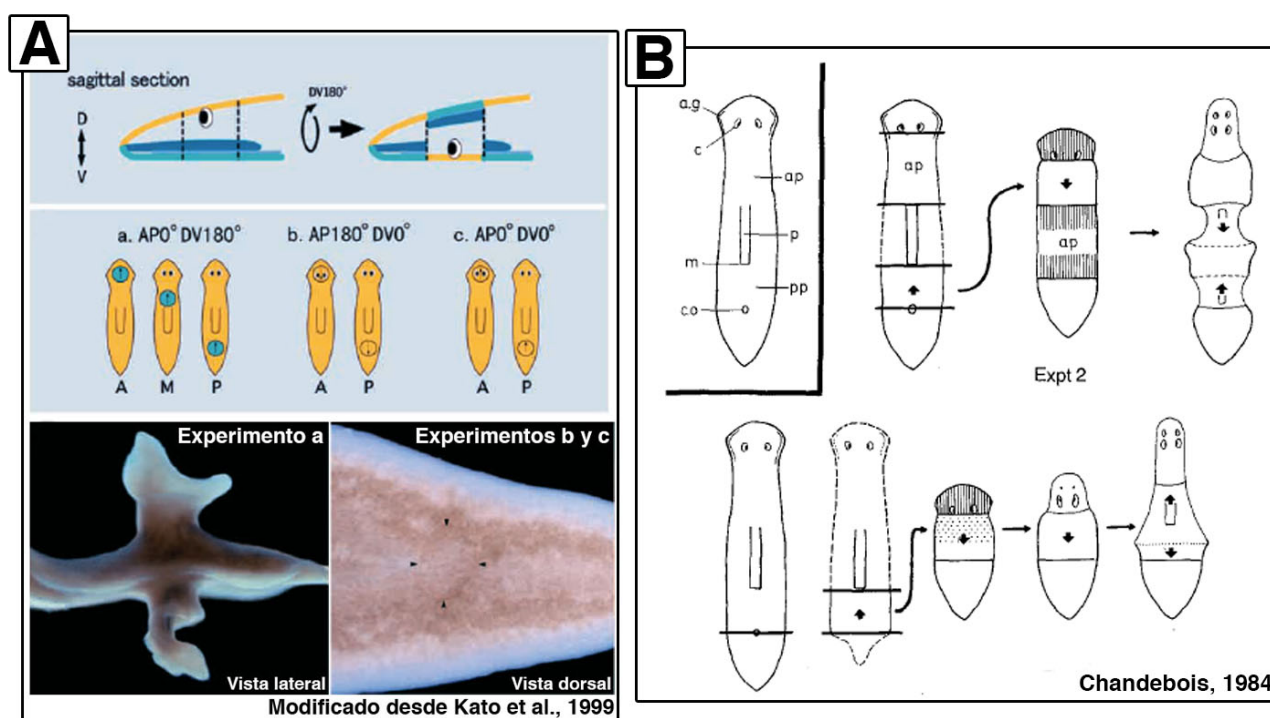 A
sagittal section
D
V
DV180°
a. AP0° DV180°
b. AP180° DV0°
c. AP0° DV0°
A M P
A P
A P
Experimento a
Vista lateral
Experimentos b y c
Vista dorsal
Modificado desde Kato et al., 1999
B
a.g
c
ap
p
m
pp
c.o
ap
ap
Expt 2
Chandebois, 1984